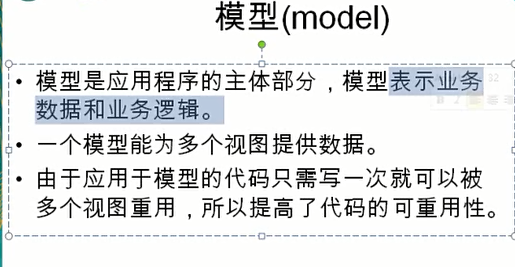 模型(model)
• 模型是应用程序的主体部分，模型表示业务
数据和业务逻辑。
• 一个模型能为多个视图提供数据。
• 由于应用于模型的代码只需写一次就可以被
多个视图重用，所以提高了代码的可重用性。